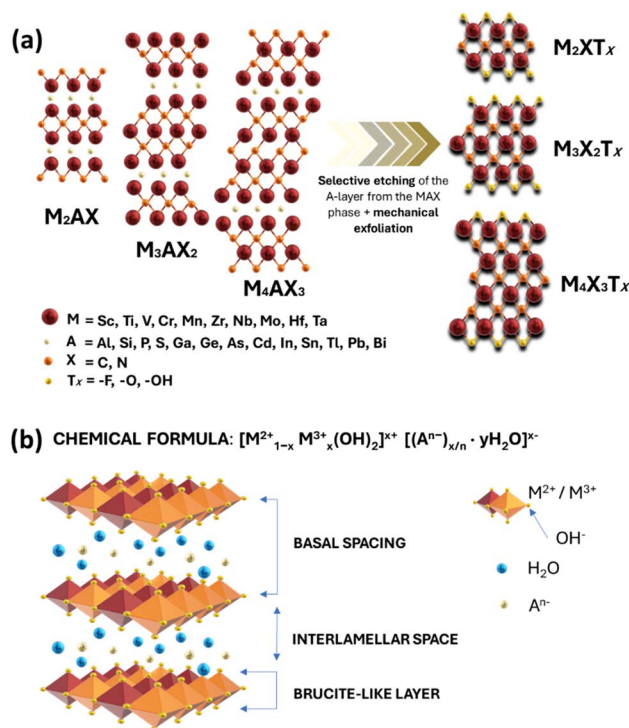 (a)
M₂AX
M₃AX₂
M₄AX₃
Selective etching of the
A-layer from the MAX
phase + mechanical
exfoliation
M₂XTx
M₃X₂Tx
M₄X₃Tx
M = Sc, Ti, V, Cr, Mn, Zr, Nb, Mo, Hf, Ta
A = Al, Si, P, S, Ga, Ge, As, Cd, In, Sn, Tl, Pb, Bi
X = C, N
Tx = -F, -O, -OH
(b) CHEMICAL FORMULA: [M²⁺₁₋ₓ M³⁺ₓ(OH)₂]ˣ⁺ [(Aⁿ⁻)ₓ/ₙ · yH₂O]ˣ⁻
BASAL SPACING
INTERLAMELLAR SPACE
BRUCITE-LIKE LAYER
M²⁺ / M³⁺
OH⁻
H₂O
Aⁿ⁻